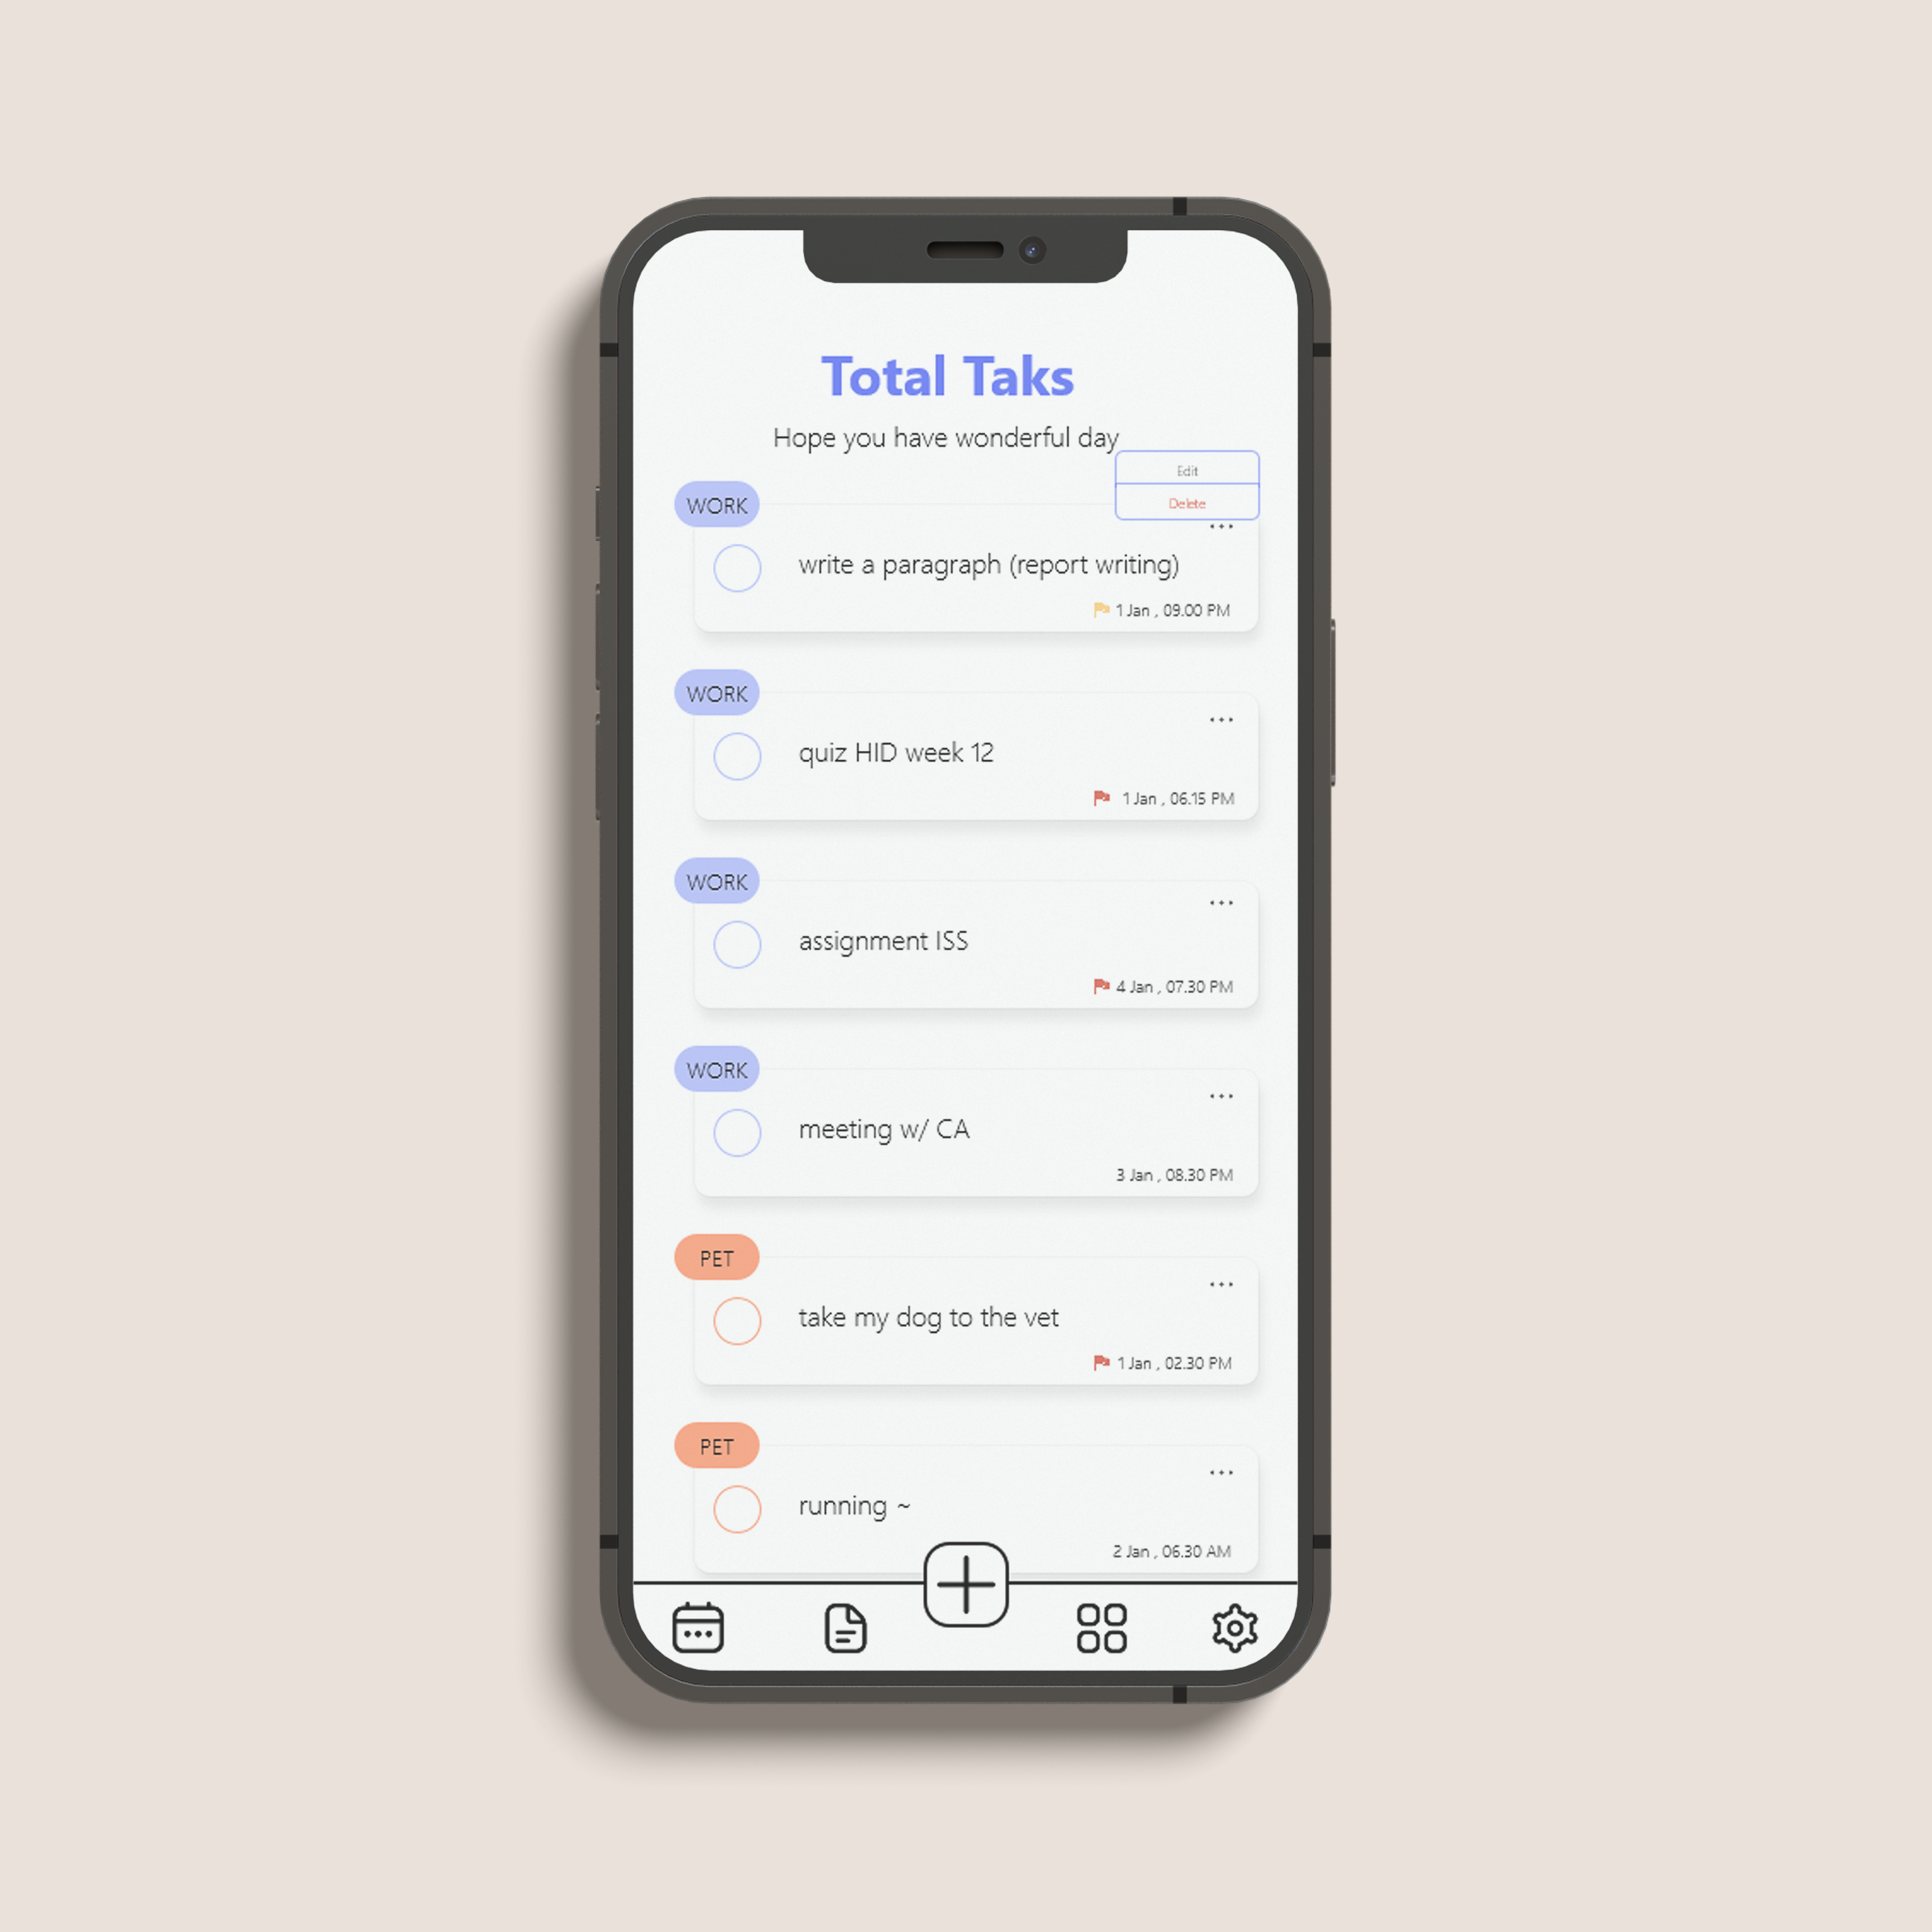 Total Taks
Hope you have wonderful day
Edit
Delete
WORK
write a paragraph (report writing)
1 Jan , 09.00 PM
WORK
quiz HID week 12
1 Jan , 06.15 PM
WORK
assignment ISS
4 Jan , 07.30 PM
WORK
meeting w/ CA
3 Jan , 08.30 PM
PET
take my dog to the vet
1 Jan , 02.30 PM
PET
running ~
2 Jan , 06.30 AM